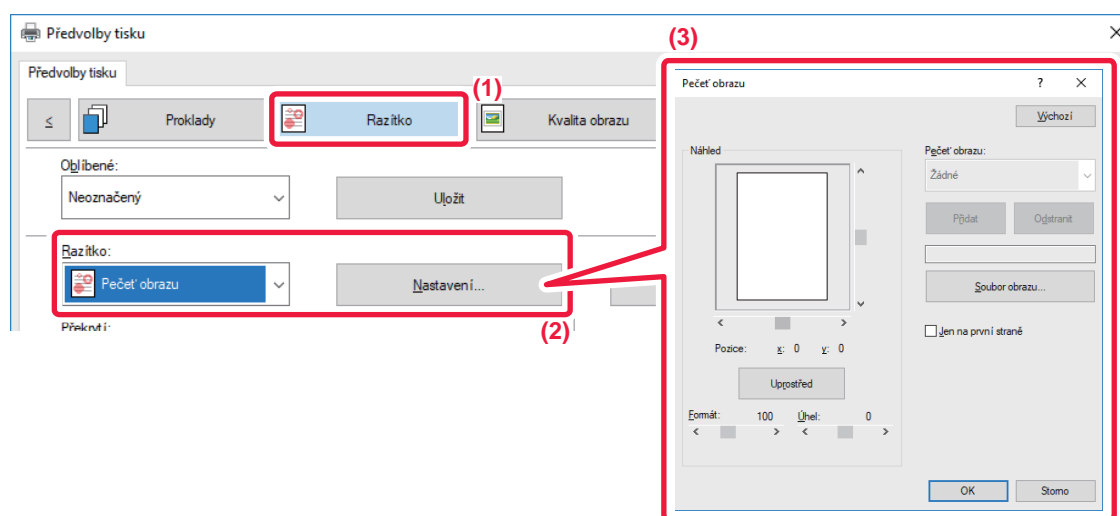 Předvolby tisku
(3)
Předvolby tisku
(1)
<
Proklady
Razítko
Kvalita obrazu
Oblíbené:
Neoznačený
Uložit
Razítko:
Pečeť obrazu
Nastavení...
Překrytí:
(2)
Pečeť obrazu
?
Výchozí
Náhled
Pečeť obrazu:
Žádné
Přidat
Odstranit
Soubor obrazu...
Jen na první straně
Pozice: x: 0 y: 0
Uprostřed
Formát: 100 Úhel: 0
OK
Storno